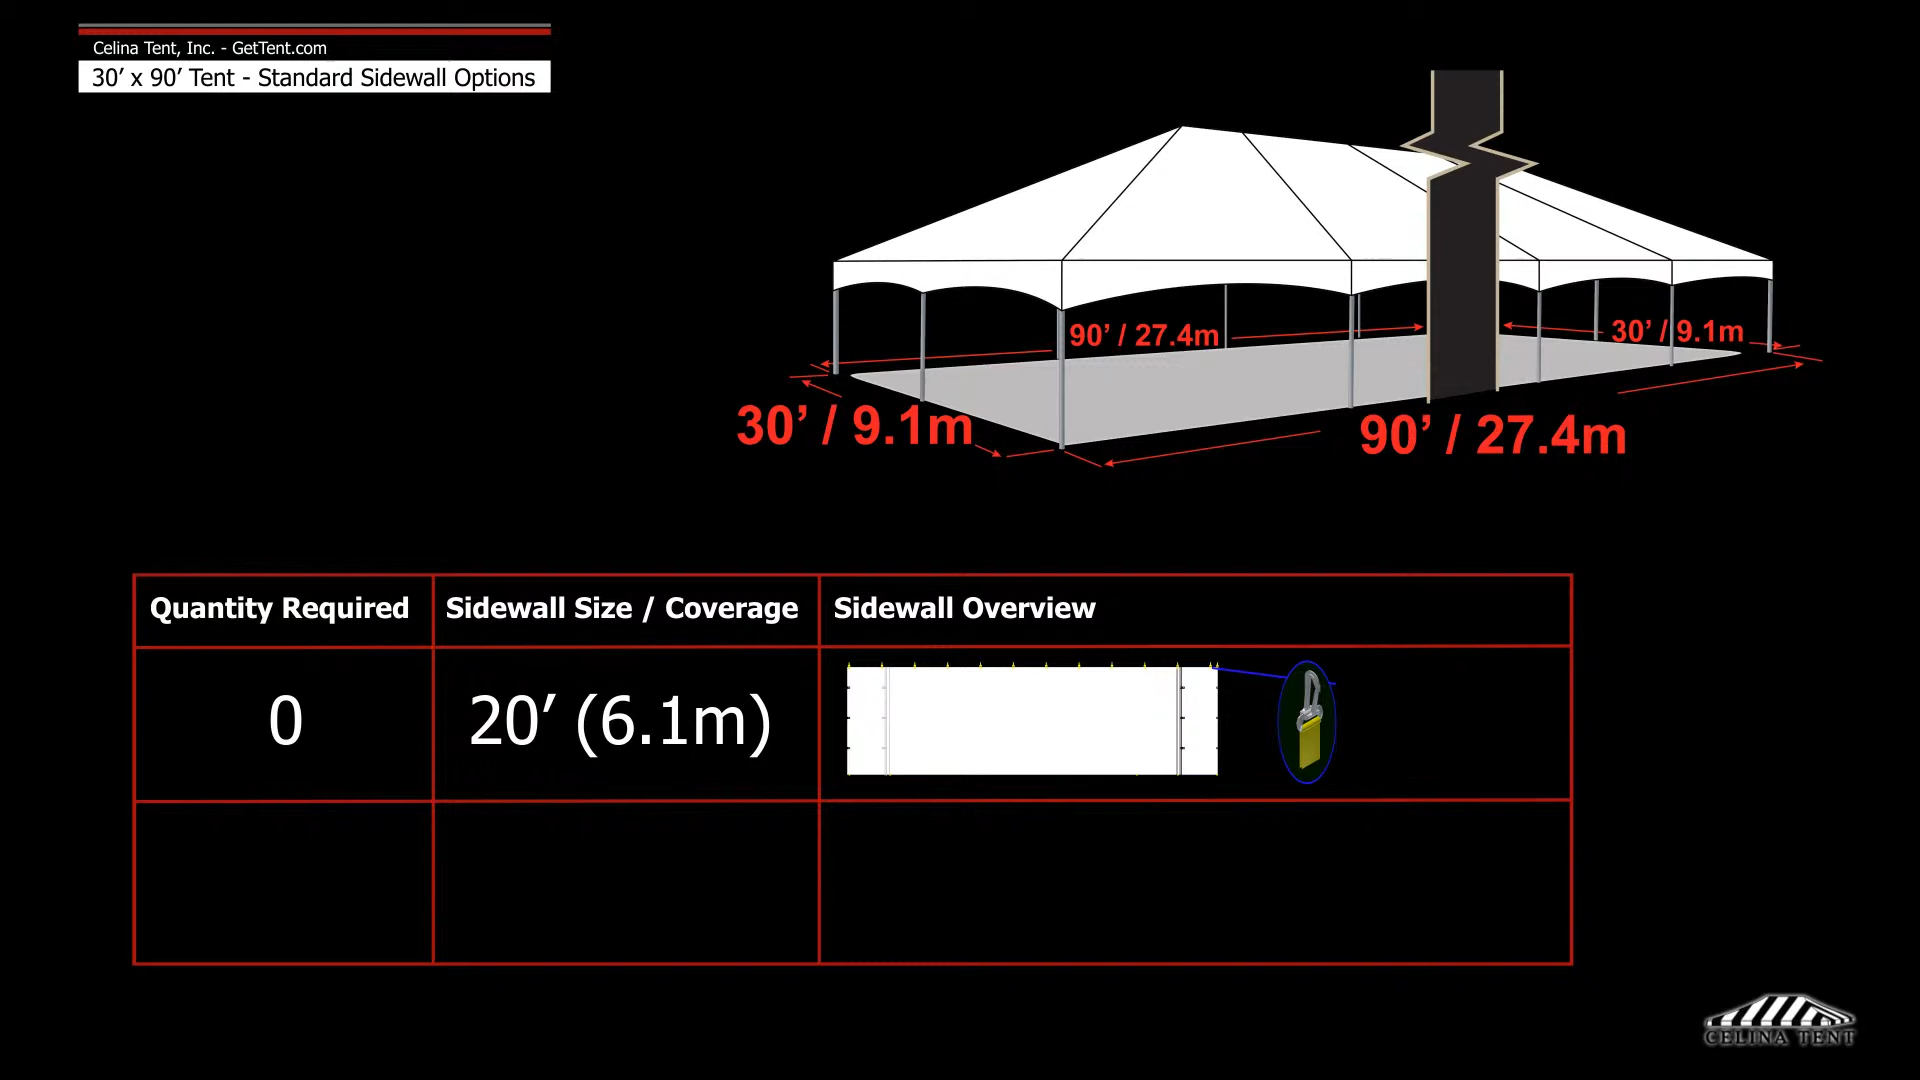 Celina Tent, Inc. - GetTent.com
30’ x 90’ Tent - Standard Sidewall Options
90’ / 27.4m
30’ / 9.1m
30’ / 9.1m
90’ / 27.4m
Quantity Required
Sidewall Size / Coverage
Sidewall Overview
0
20’ (6.1m)
CELINA TENT